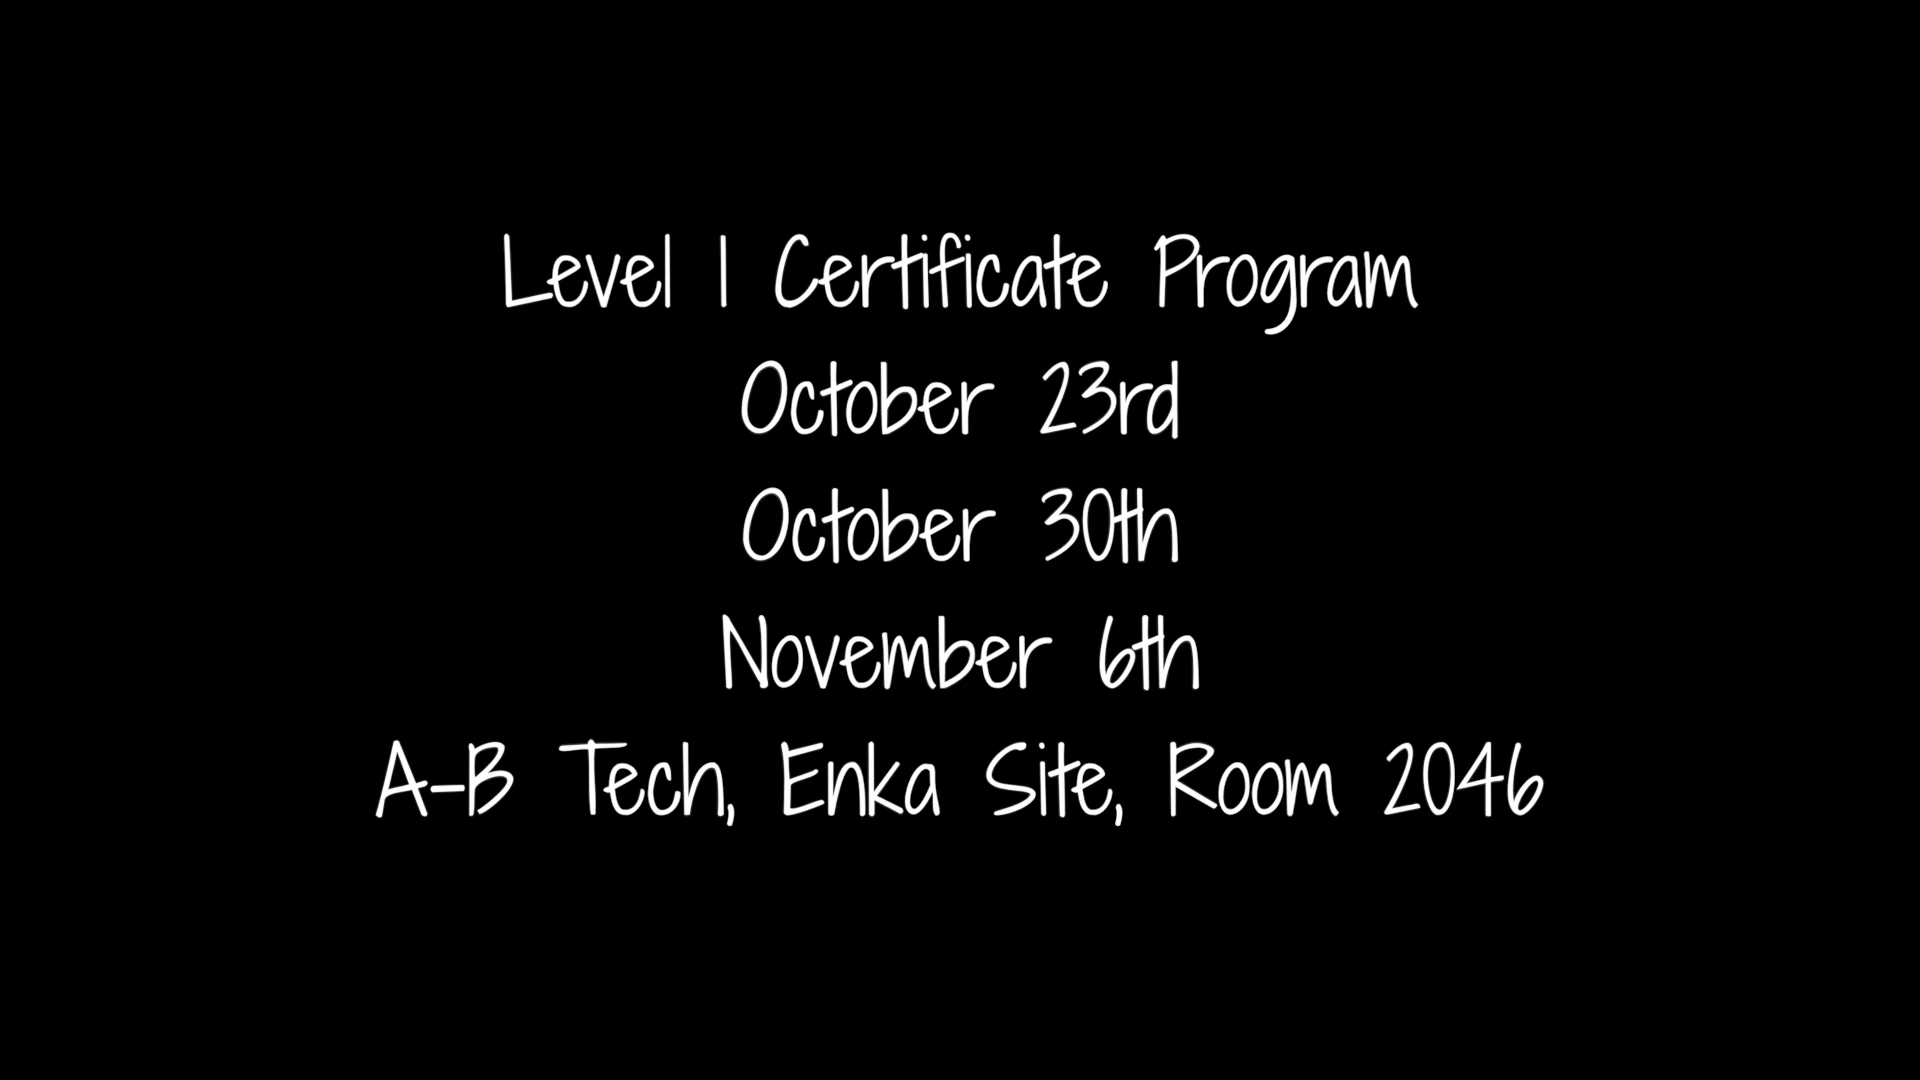 Level 1 Certificate Program
October 23rd
October 30th
November 6th
A-B Tech, Enka Site, Room 2046